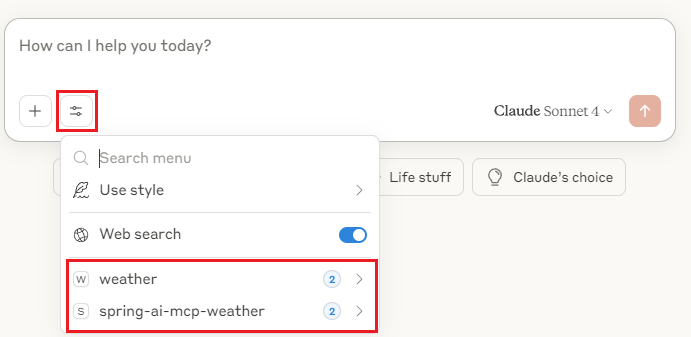 How can I help you today?
Claude Sonnet 4
Search menu
Use style
Life stuff
Claude's choice
Web search
W weather 2
S spring-ai-mcp-weather 2